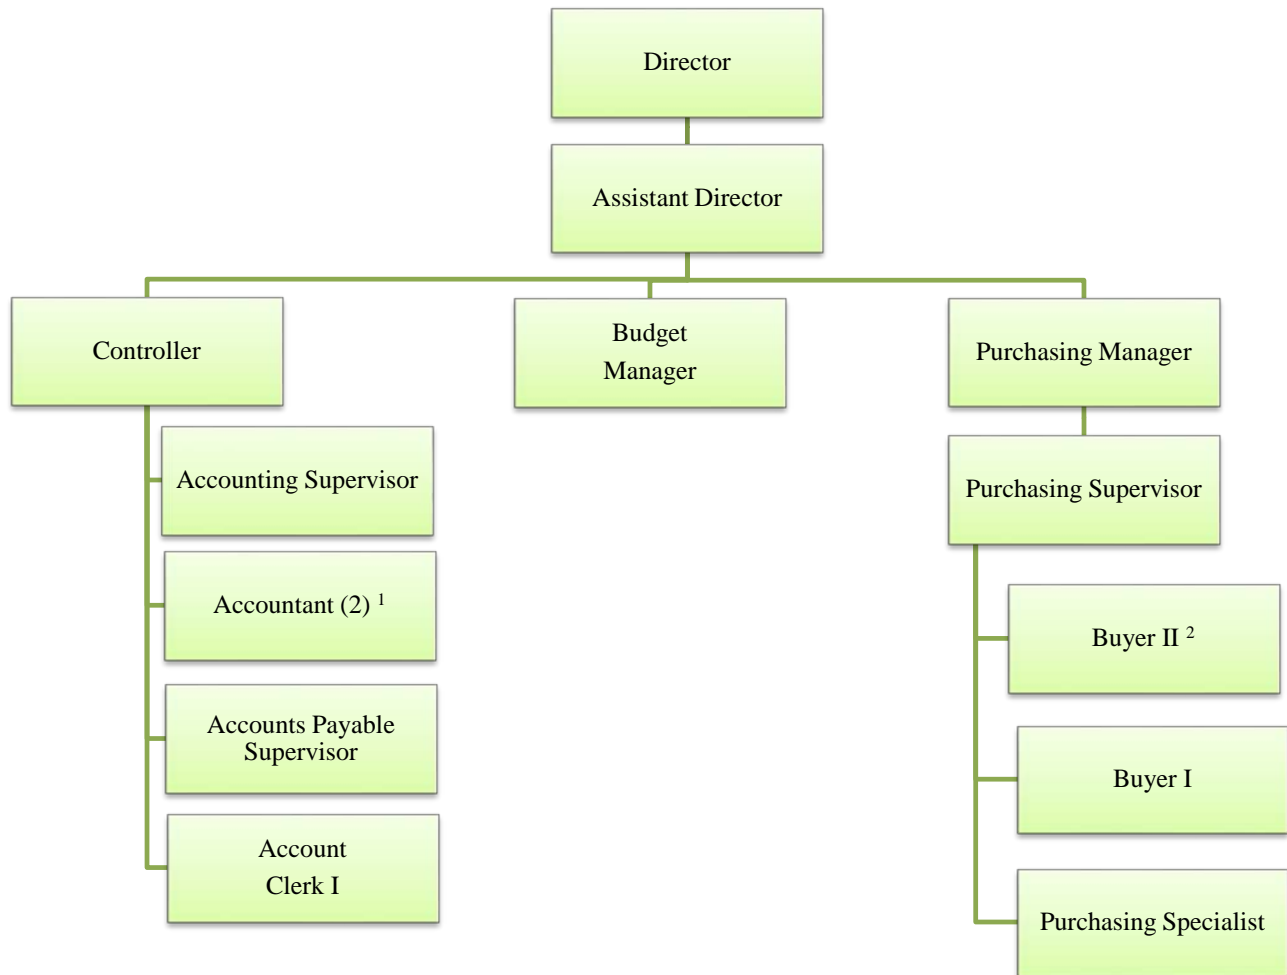 Director
Assistant Director
Controller
Budget
Manager
Purchasing Manager
Accounting Supervisor
Purchasing Supervisor
Accountant (2) ¹
Buyer II ²
Accounts Payable
Supervisor
Buyer I
Account
Clerk I
Purchasing Specialist